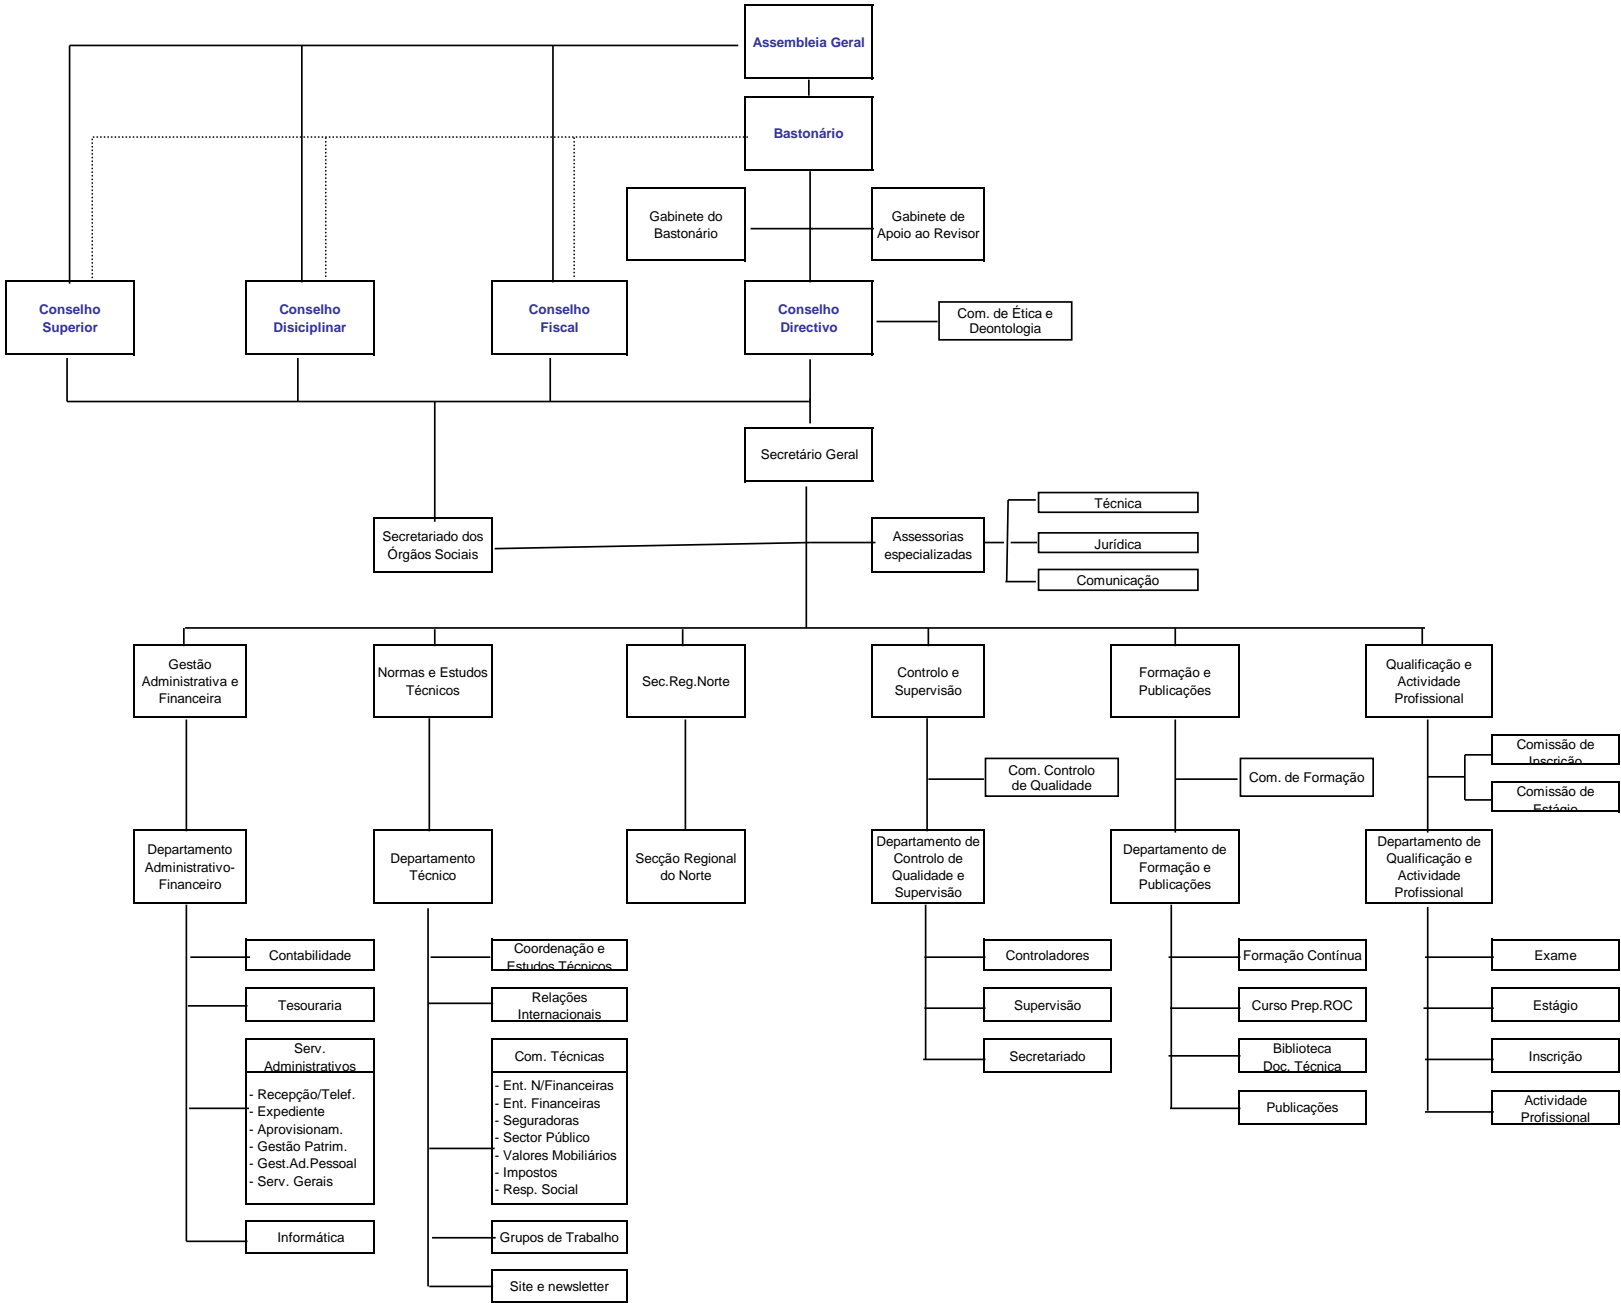 Assembleia Geral
Bastonário
Gabinete do
Bastonário
Gabinete de
Apoio ao Revisor
Conselho
Superior
Conselho
Disiciplinar
Conselho
Fiscal
Conselho
Directivo
Com. de Ética e
Deontologia
Secretário Geral
Secretariado dos
Órgãos Sociais
Assessorias
especializadas
Técnica
Jurídica
Comunicação
Gestão
Administrativa e
Financeira
Normas e Estudos
Técnicos
Sec.Reg.Norte
Controlo e
Supervisão
Formação e
Publicações
Qualificação e
Actividade
Profissional
Com. Controlo
de Qualidade
Com. de Formação
Comissão de
Inscrição
Comissão de
Estágio
Departamento
Administrativo-
Financeiro
Departamento
Técnico
Secção Regional
do Norte
Departamento de
Controlo de
Qualidade e
Supervisão
Departamento de
Formação e
Publicações
Departamento de
Qualificação e
Actividade
Profissional
Contabilidade
Tesouraria
Serv.
Administrativos
- Recepção/Telef.
- Expediente
- Aprovisionam.
- Gestão Patrim.
- Gest.Ad.Pessoal
- Serv. Gerais
Informática
Coordenação e
Estudos Técnicos
Relações
Internacionais
Com. Técnicas
- Ent. N/Financeiras
- Ent. Financeiras
- Seguradoras
- Sector Público
- Valores Mobiliários
- Impostos
- Resp. Social
Grupos de Trabalho
Site e newsletter
Controladores
Supervisão
Secretariado
Formação Contínua
Curso Prep.ROC
Biblioteca
Doc. Técnica
Publicações
Exame
Estágio
Inscrição
Actividade
Profissional